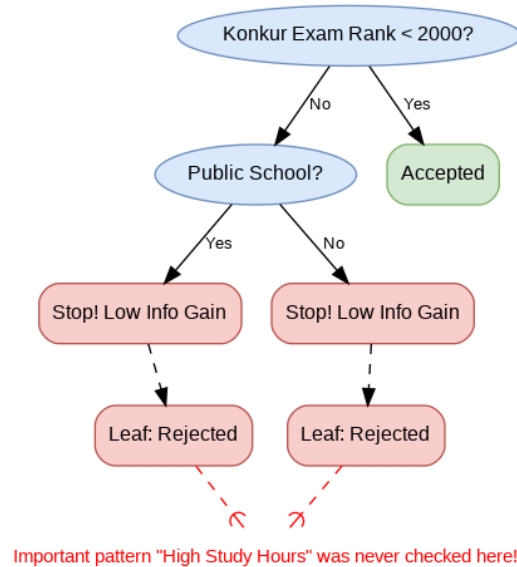 Konkur Exam Rank < 2000?
No
Yes
Public School?
Accepted
Yes
No
Stop! Low Info Gain
Stop! Low Info Gain
Leaf: Rejected
Leaf: Rejected
Important pattern "High Study Hours" was never checked here!